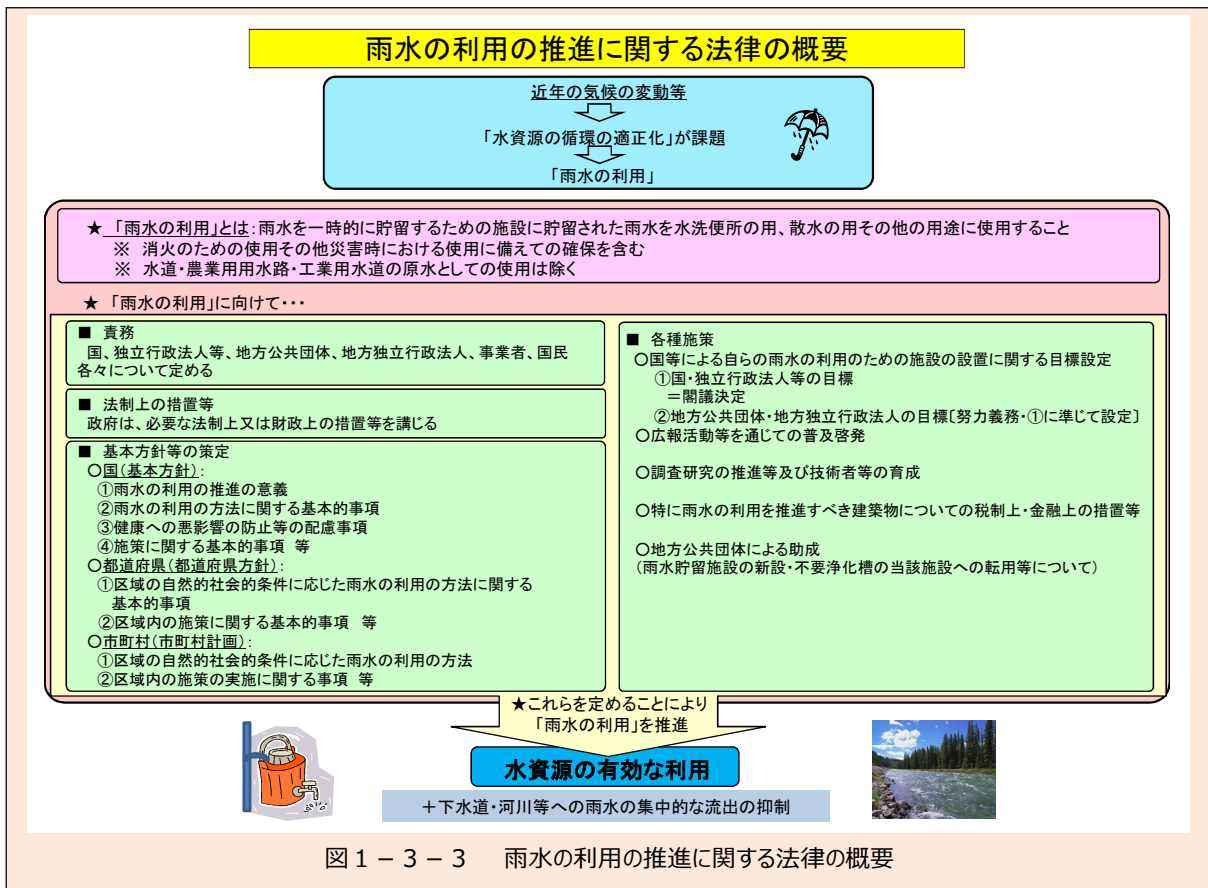 雨水の利用の推進に関する法律の概要
近年の気候の変動等
「水資源の循環の適正化」が課題
「雨水の利用」
★ 「雨水の利用」とは：雨水を一時的に貯留するための施設に貯留された雨水を水洗便所の用、散水の用その他の用途に使用すること
※ 消火のための使用その他災害時における使用に備えての確保を含む
※ 水道・農業用用水路・工業用水道の原水としての使用は除く
★ 「雨水の利用」に向けて・・・
■ 責務
国、独立行政法人等、地方公共団体、地方独立行政法人、事業者、国民
各々について定める
■ 法制上の措置等
政府は、必要な法制上又は財政上の措置等を講じる
■ 基本方針等の策定
○国（基本方針）：
①雨水の利用の推進の意義
②雨水の利用の方法に関する基本的事項
③健康への悪影響の防止等の配慮事項
④施策に関する基本的事項 等
○都道府県（都道府県方針）：
①区域の自然的社会的条件に応じた雨水の利用の方法に関する
基本的事項
②区域内の施策に関する基本的事項 等
○市町村（市町村計画）：
①区域の自然的社会的条件に応じた雨水の利用の方法
②区域内の施策の実施に関する事項 等
■ 各種施策
○国等による自らの雨水の利用のための施設の設置に関する目標設定
①国・独立行政法人等の目標
＝閣議決定
②地方公共団体・地方独立行政法人の目標〔努力義務・①に準じて設定〕
○広報活動等を通じての普及啓発
○調査研究の推進等及び技術者等の育成
○特に雨水の利用を推進すべき建築物についての税制上・金融上の措置等
○地方公共団体による助成
（雨水貯留施設の新設・不要浄化槽の当該施設への転用等について）
★これらを定めることにより
「雨水の利用」を推進
水資源の有効な利用
＋下水道・河川等への雨水の集中的な流出の抑制
図１－３－３ 雨水の利用の推進に関する法律の概要